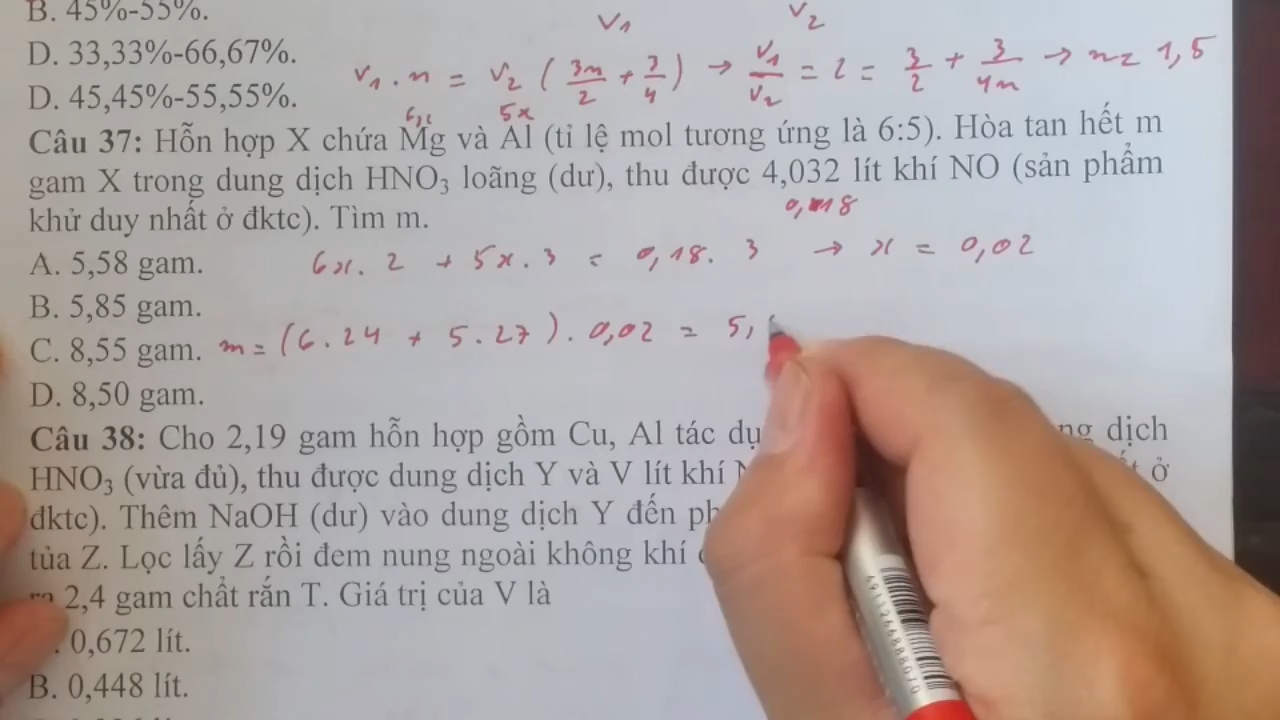 B. 45%-55%.
V₁ V₂
D. 33,33%-66,67%.
V₁ . n = V₂ ( 3n/2 + 3/4 ) → V₁/V₂ = 2 = 3/2 + 3/4n → n = 1,5
D. 45,45%-55,55%.
6x 5x
Câu 37: Hỗn hợp X chứa Mg và Al (tỉ lệ mol tương ứng là 6:5). Hòa tan hết m
gam X trong dung dịch HNO₃ loãng (dư), thu được 4,032 lít khí NO (sản phẩm
khử duy nhất ở đktc). Tìm m.
0,18
A. 5,58 gam.
6x. 2 + 5x. 3 = 0,18. 3 → x = 0,02
B. 5,85 gam.
C. 8,55 gam.
m = (6.24 + 5.27) . 0,02 = 5,
D. 8,50 gam.
Câu 38: Cho 2,19 gam hỗn hợp gồm Cu, Al tác dụ ng dịch
HNO₃ (vừa đủ), thu được dung dịch Y và V lít khí ở
đktc). Thêm NaOH (dư) vào dung dịch Y đến ph
tủa Z. Lọc lấy Z rồi đem nung ngoài không khí
2,4 gam chất rắn T. Giá trị của V là
. 0,672 lít.
B. 0,448 lít.